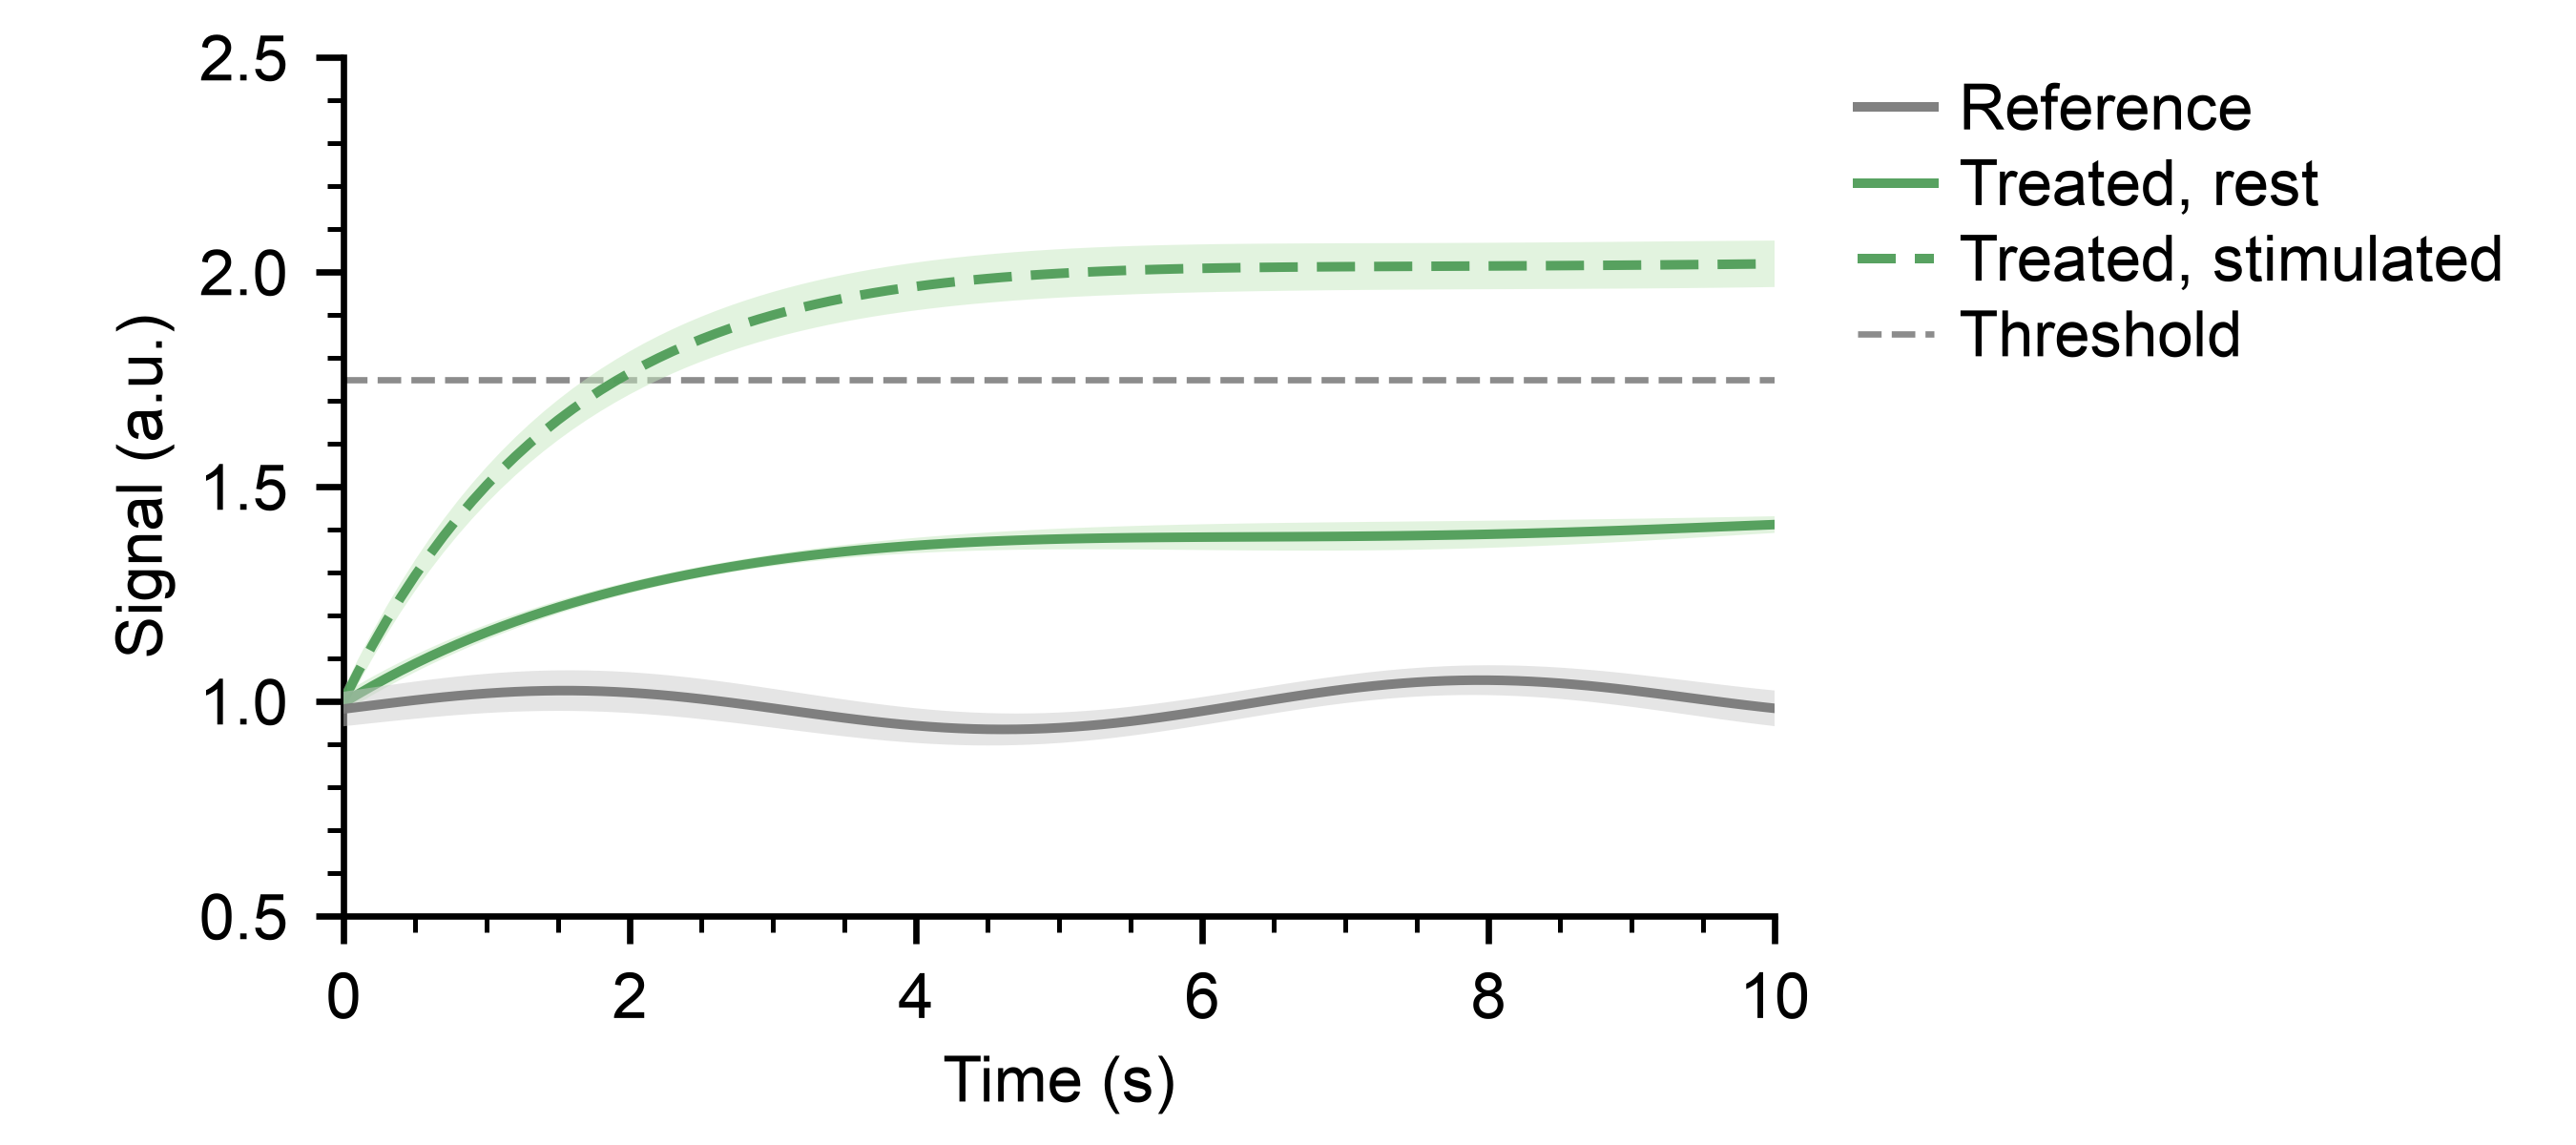 2.5
2.0
1.5
1.0
0.5
Signal (a.u.)
0 2 4 6 8 10
Time (s)
Reference
Treated, rest
Treated, stimulated
Threshold